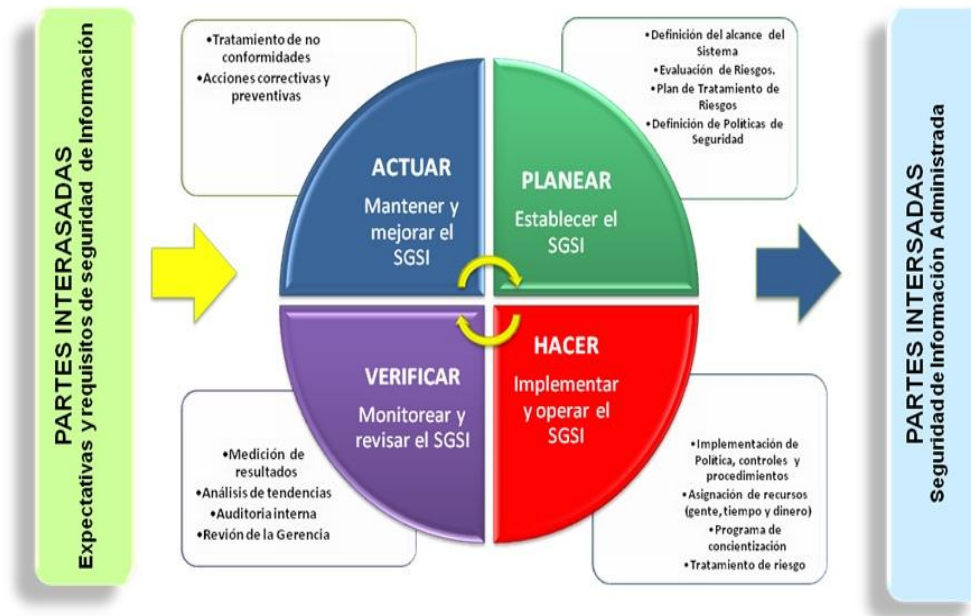 PARTES INTERASADAS
Expectativas y requisitos de seguridad de Información
•Tratamiento de no
conformidades
•Acciones correctivas y
preventivas
ACTUAR
Mantener y
mejorar el
SGSI
•Definición del alcance del
Sistema
•Evaluación de Riesgos.
•Plan de Tratamiento de
Riesgos
•Definición de Políticas de
Seguridad
PLANEAR
Establecer el
SGSI
VERIFICAR
Monitorear y
revisar el SGSI
•Medición de
resultados
•Análisis de tendencias
•Auditoria interna
•Revión de la Gerencia
HACER
Implementar
y operar el
SGSI
•Implementación de
Política, controles y
procedimientos
•Asignación de recursos
(gente, tiempo y dinero)
•Programa de
concientización
•Tratamiento de riesgo
PARTES INTERSADAS
Seguridad de Información Administrada